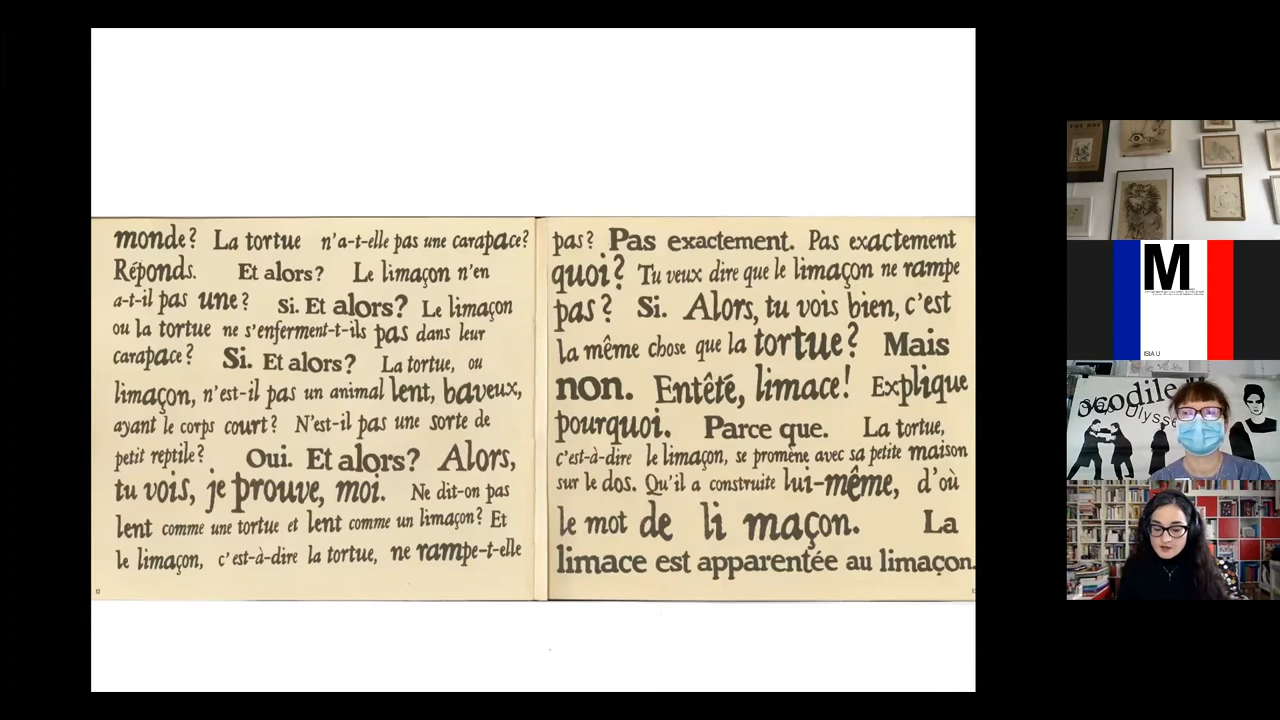 monde? La tortue n'a-t-elle pas une carapace?
Réponds. Et alors? Le limaçon n'en
a-t-il pas une? Si. Et alors? Le limaçon
ou la tortue ne s'enferment-t-ils pas dans leur
carapace? Si. Et alors? La tortue, ou
limaçon, n'est-il pas un animal lent, baveux,
ayant le corps court? N'est-il pas une sorte de
petit reptile? Oui. Et alors? Alors,
tu vois, je prouve, moi. Ne dit-on pas
lent comme une tortue et lent comme un limaçon? Et
le limaçon, c'est-à-dire la tortue, ne rampe-t-elle
12
pas? Pas exactement. Pas exactement
quoi? Tu veux dire que le limaçon ne rampe
pas? Si. Alors, tu vois bien, c'est
la même chose que la tortue? Mais
non. Entêté, limace! Explique
pourquoi. Parce que. La tortue,
c'est-à-dire le limaçon, se promène avec sa petite maison
sur le dos. Qu'il a construite lui-même, d'où
le mot de li maçon. La
limace est apparentée au limaçon.
M
ISIA U
ocodile
Ulysse